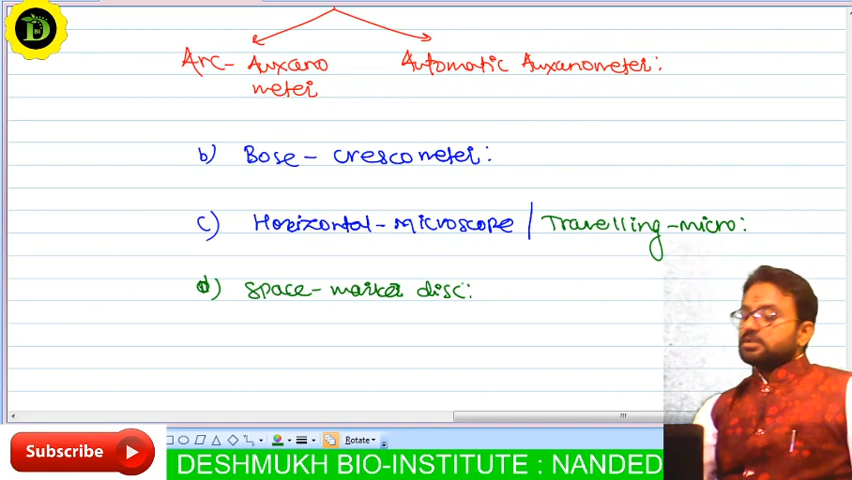 Arc- Auxano Automatic Auxanometer:
meter
b) Bose - crescometer:
c) Horizontal-microscope | Travelling-micro:
d) Space-marker disc:
Rotate
Subscribe
DESHMUKH BIO-INSTITUTE : NANDED